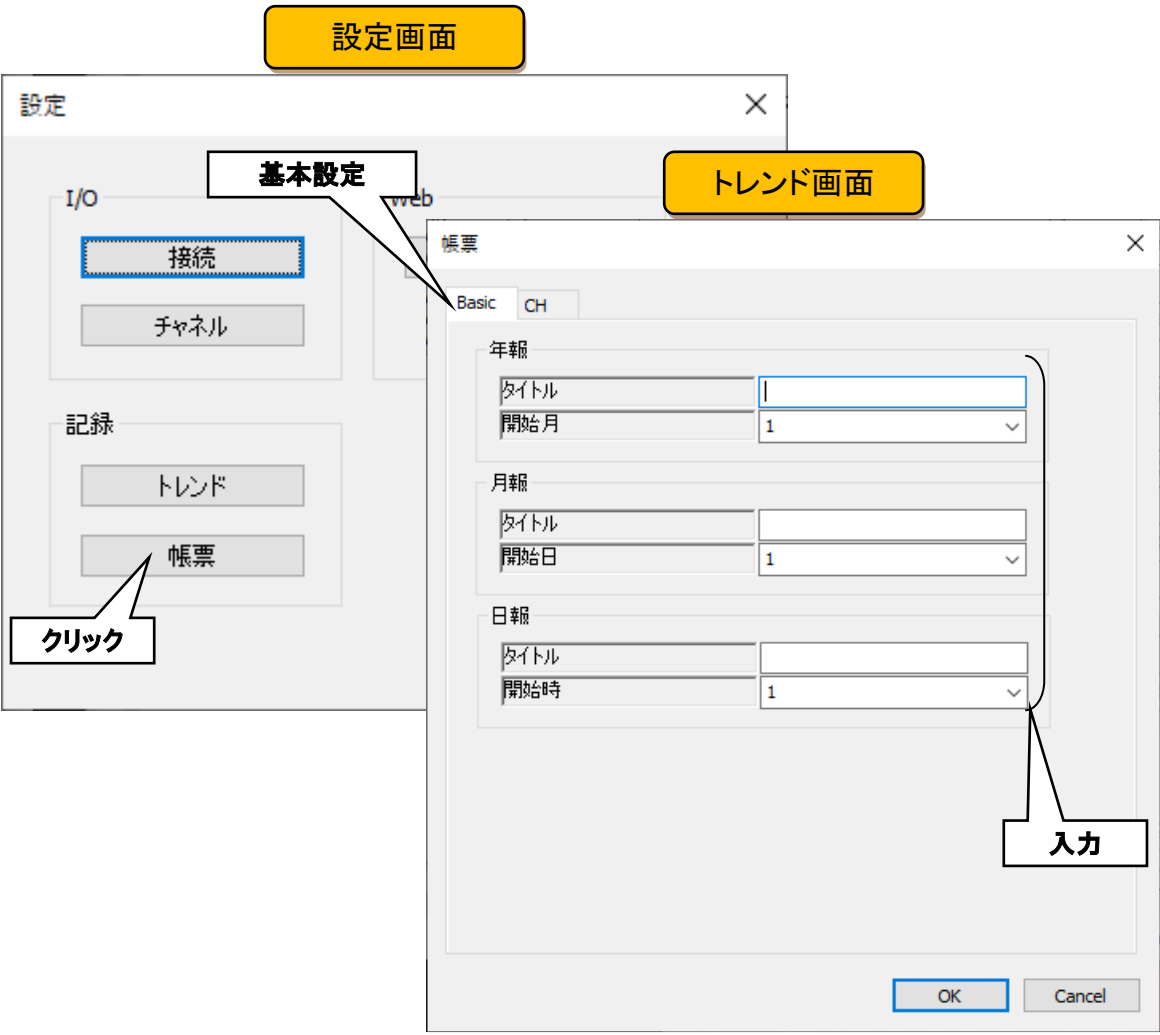 設定画面
設定
基本設定
トレンド画面
I/O
Web
接続
チャネル
記録
トレンド
帳票
クリック
帳票
Basic
CH
年報
タイトル
開始月
1
月報
タイトル
開始日
1
日報
タイトル
開始時
1
入力
OK
Cancel